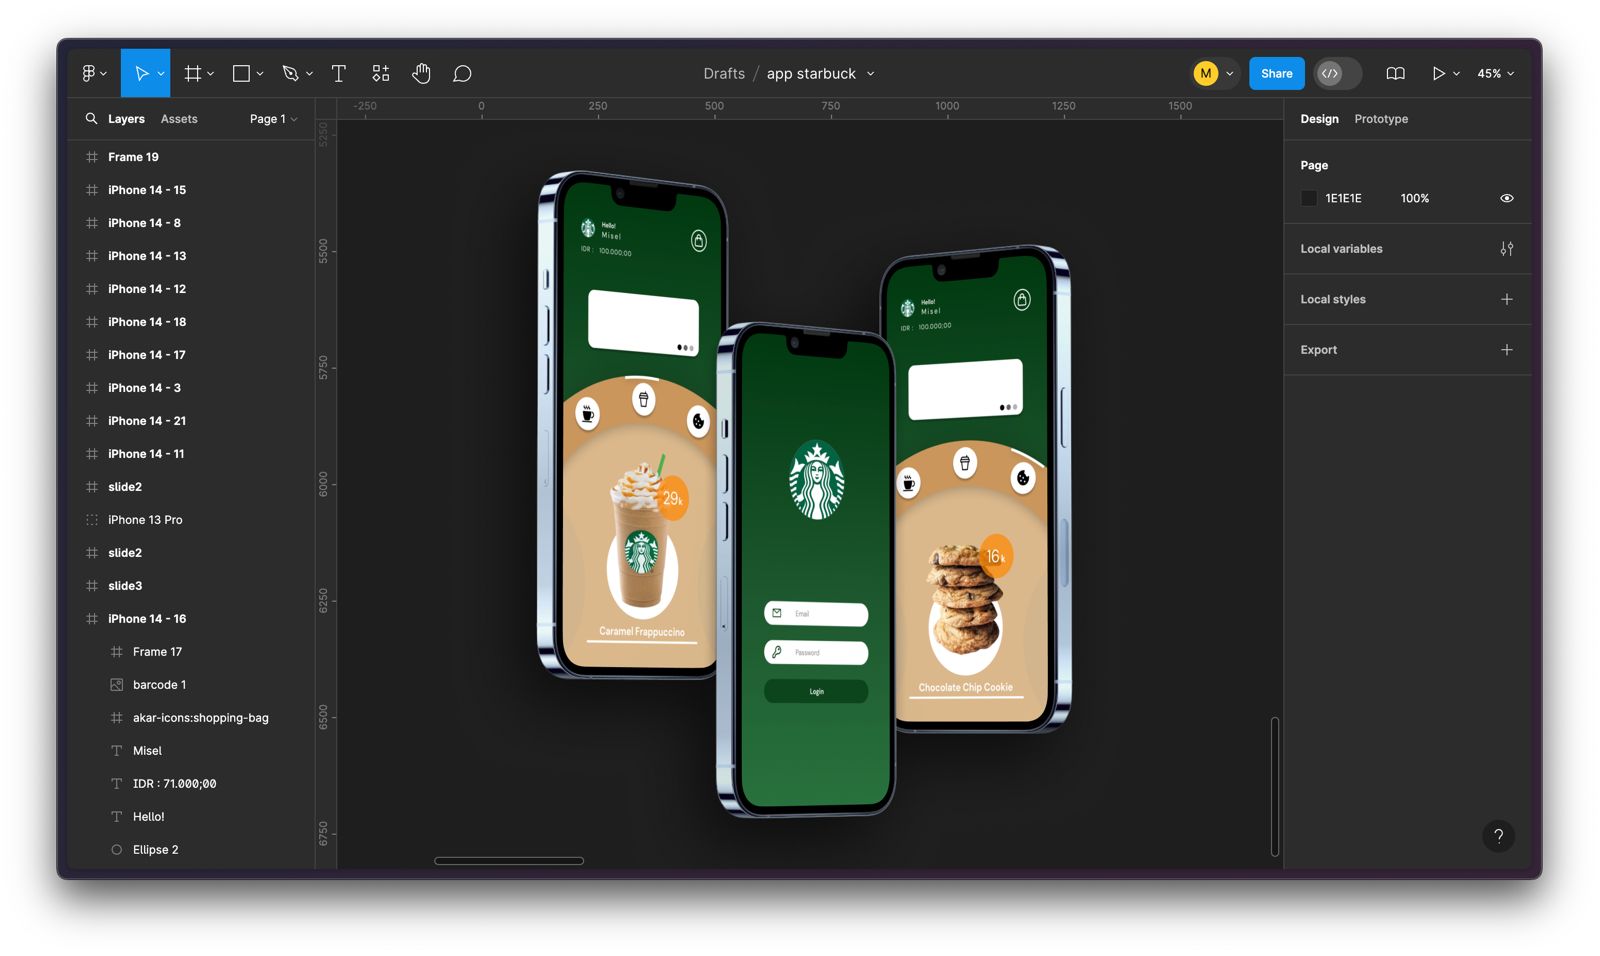 Drafts / app starbuck
M
Share
45%
Layers
Assets
Page 1
-250
0
250
500
750
1000
1250
1500
Design
Prototype
5250
5500
5750
6000
6250
6500
6750
Frame 19
iPhone 14 - 15
iPhone 14 - 8
iPhone 14 - 13
iPhone 14 - 12
iPhone 14 - 18
iPhone 14 - 17
iPhone 14 - 3
iPhone 14 - 21
iPhone 14 - 11
slide2
iPhone 13 Pro
slide2
slide3
iPhone 14 - 16
Frame 17
barcode 1
akar-icons:shopping-bag
Misel
IDR : 71.000;00
Hello!
Ellipse 2
Hello!
Misel
IDR : 100.000;00
29k
Caramel Frappuccino
Email
Password
Login
Hello!
Misel
IDR : 100.000;00
16k
Chocolate Chip Cookie
Page
1E1E1E
100%
Local variables
Local styles
Export
?